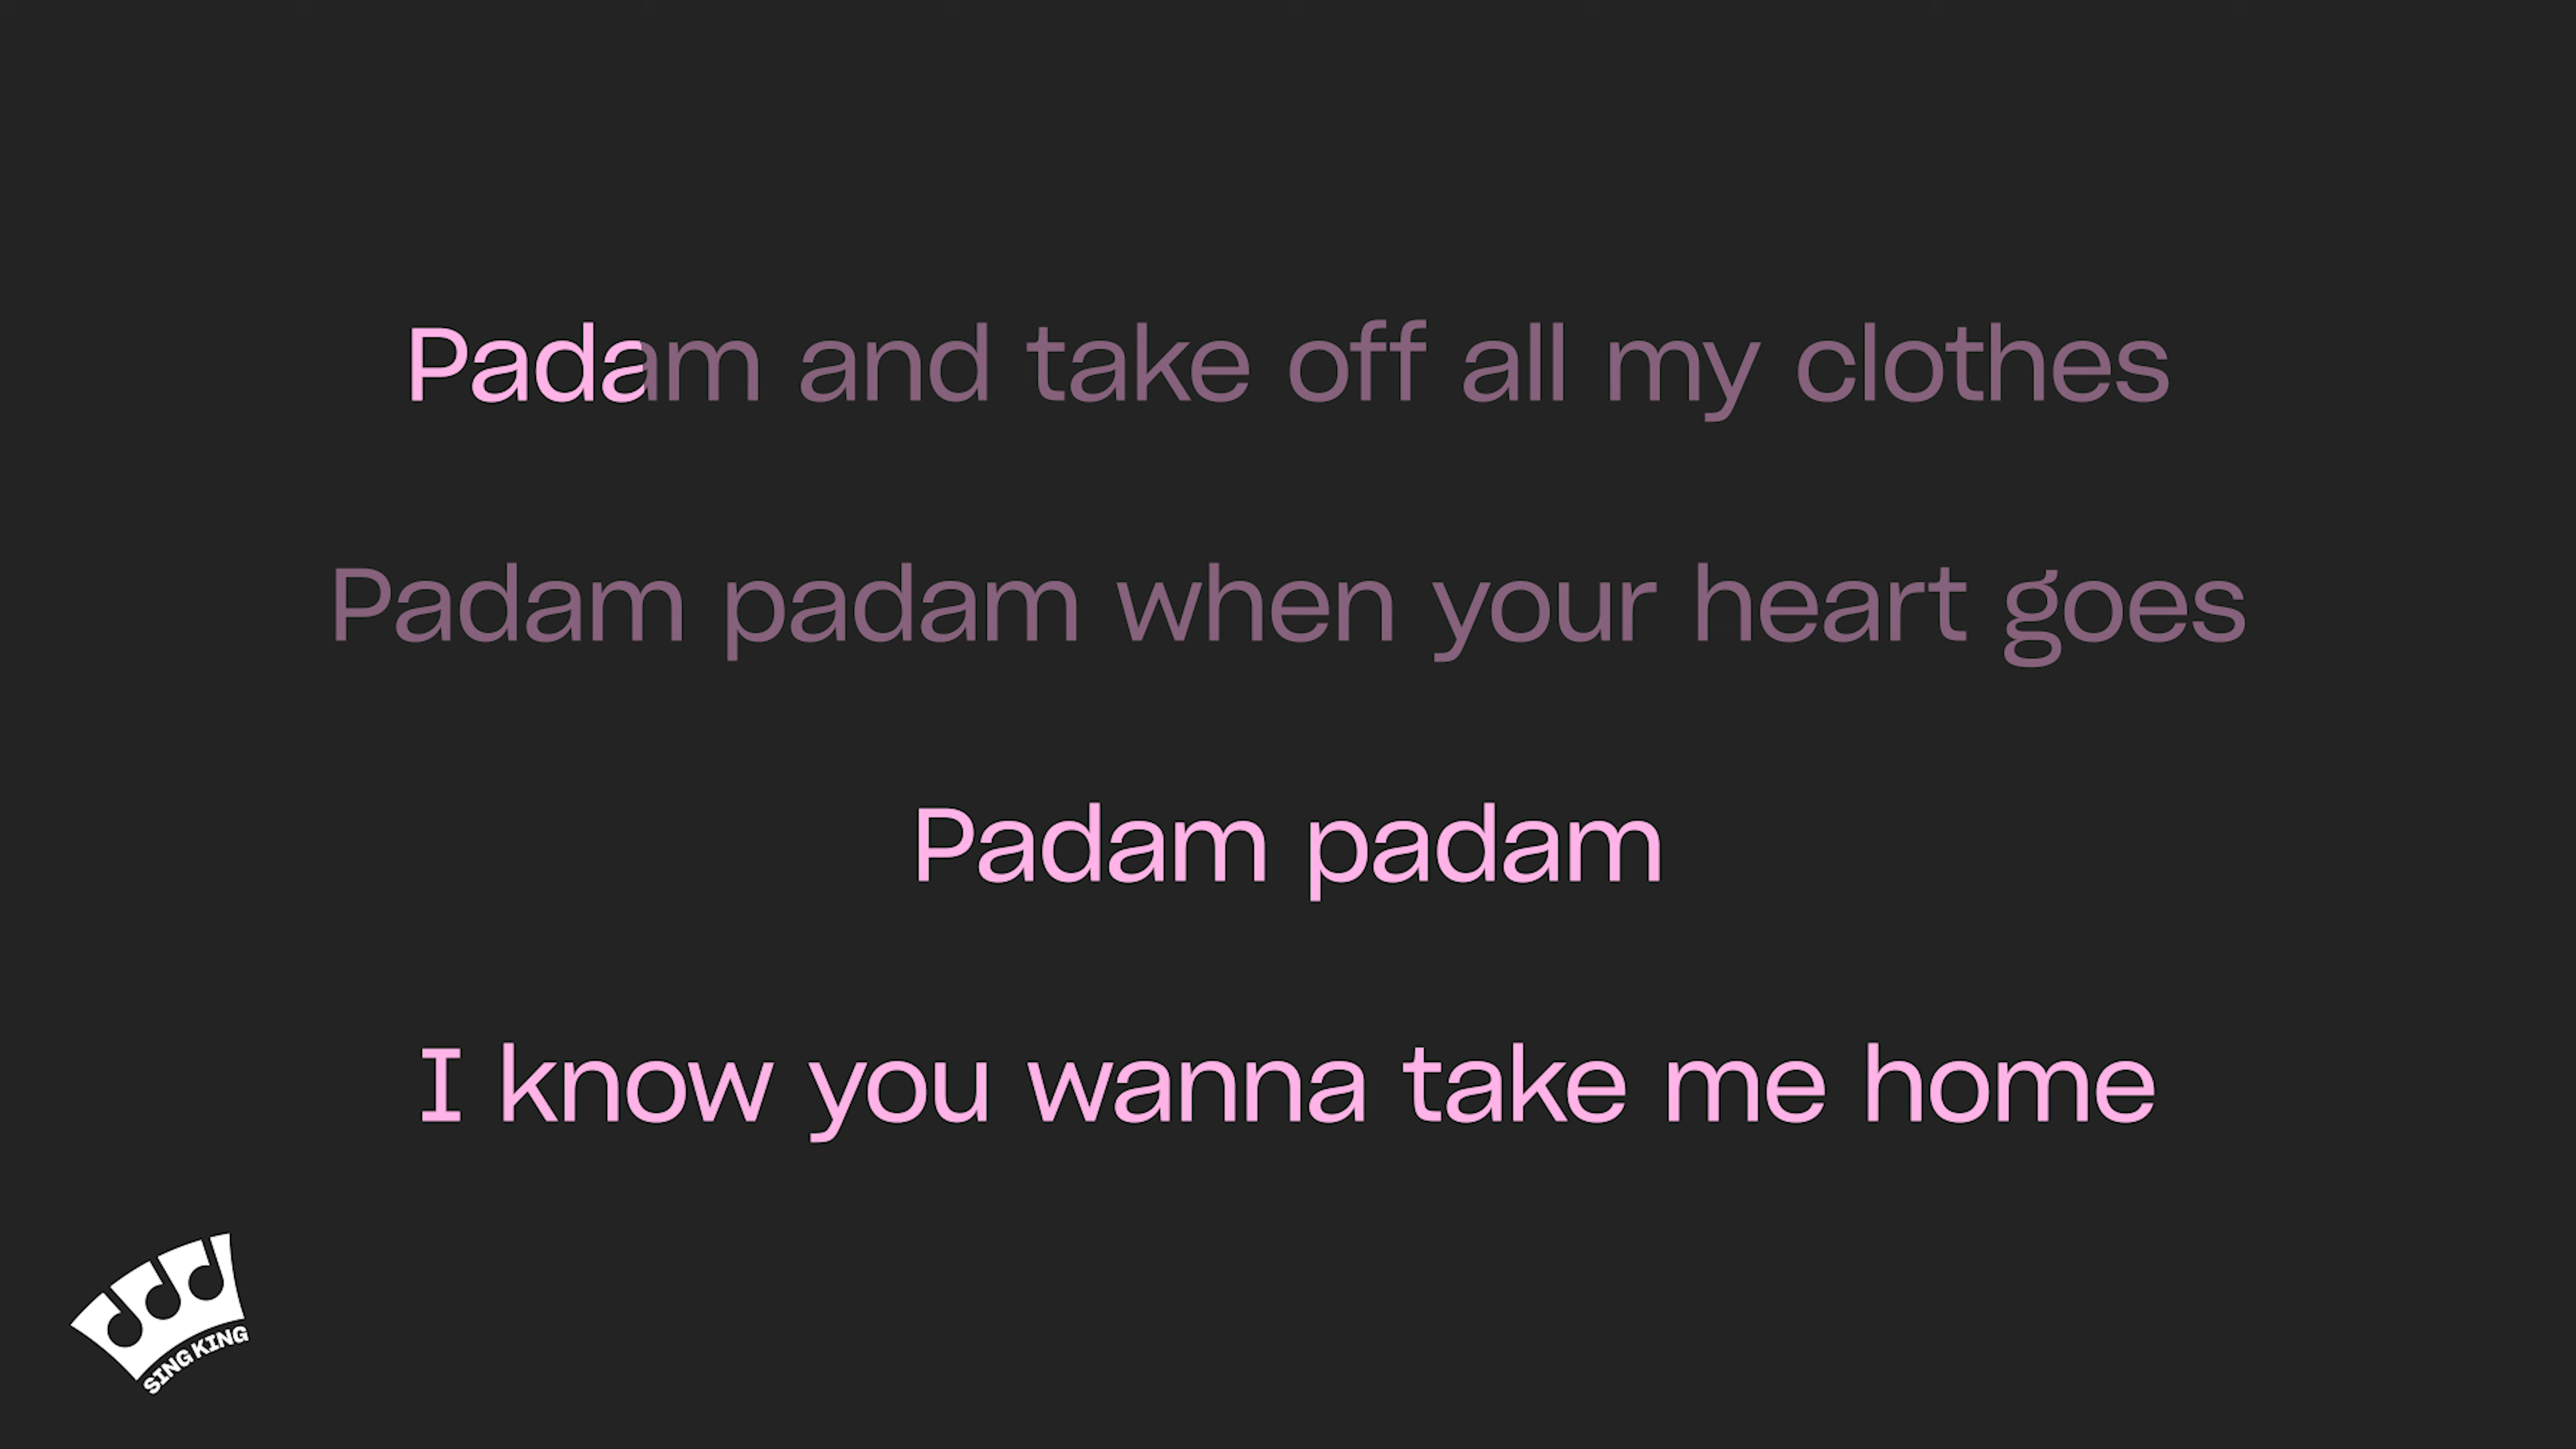 Padam and take off all my clothes
Padam padam when your heart goes
Padam padam
I know you wanna take me home
SING KING